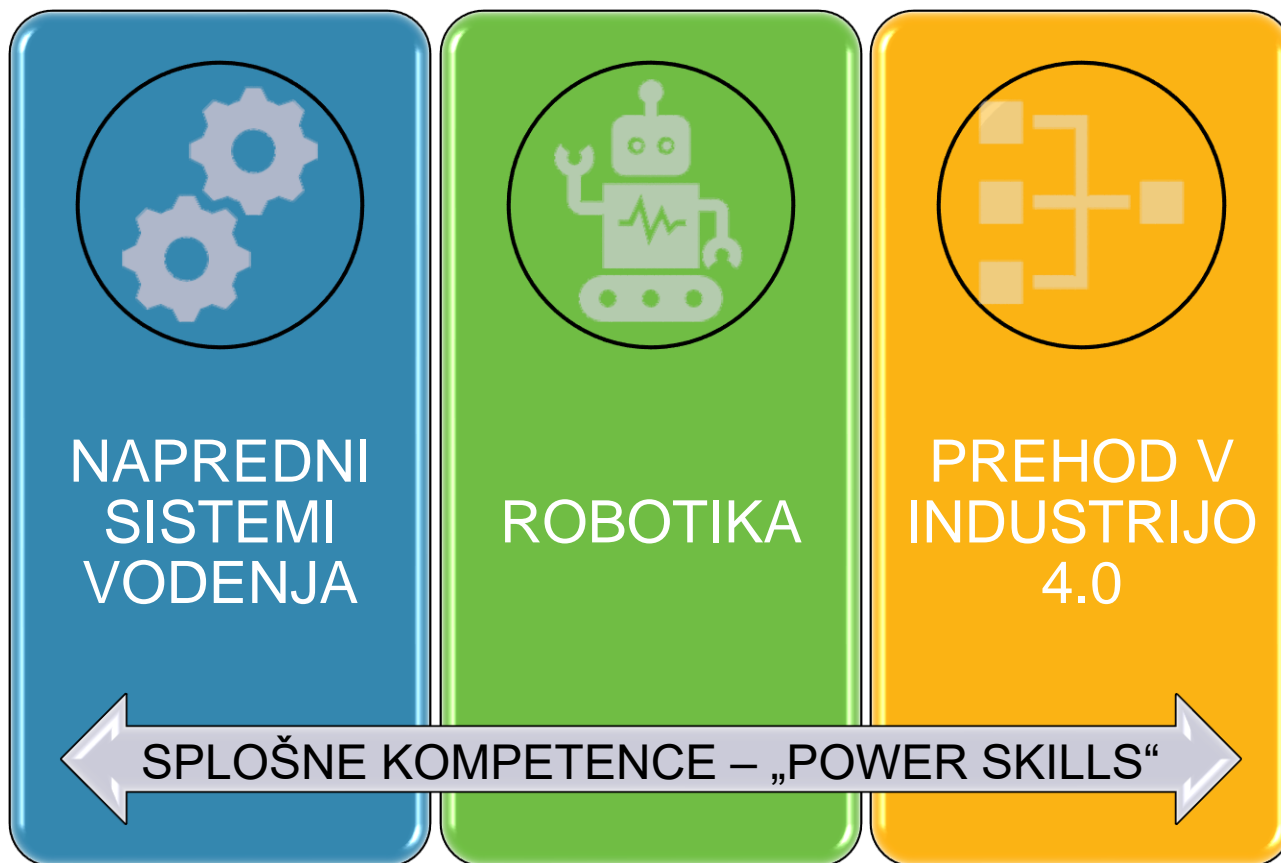 NAPREDNI
SISTEMI
VODENJA
ROBOTIKA
PREHOD V
INDUSTRIJO
4.0
SPLOŠNE KOMPETENCE – „POWER SKILLS“